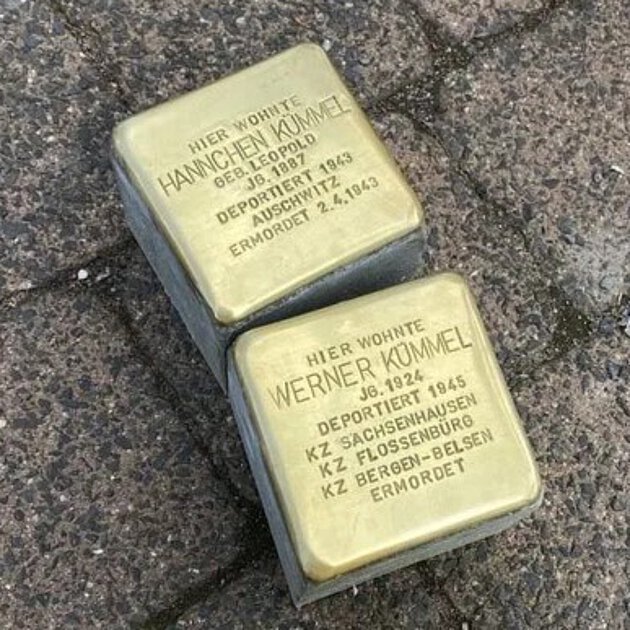 HIER WOHNTE
HANNCHEN KÜMMEL
GEB. LEOPOLD
JG. 1887
DEPORTIERT 1943
AUSCHWITZ
ERMORDET 2.4.1943
HIER WOHNTE
WERNER KÜMMEL
JG. 1924
DEPORTIERT 1945
KZ SACHSENHAUSEN
KZ FLOSSENBÜRG
KZ BERGEN-BELSEN
ERMORDET